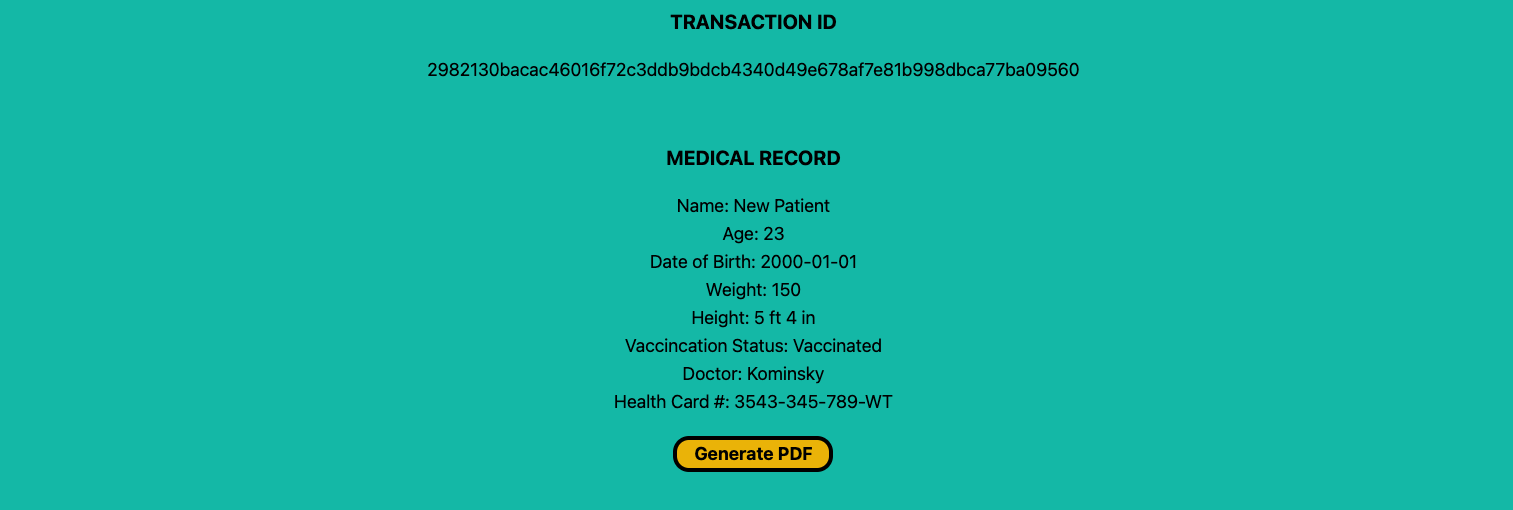 TRANSACTION ID
2982130bacac46016f72c3ddb9bdcb4340d49e678af7e81b998dbca77ba09560
MEDICAL RECORD
Name: New Patient
Age: 23
Date of Birth: 2000-01-01
Weight: 150
Height: 5 ft 4 in
Vaccincation Status: Vaccinated
Doctor: Kominsky
Health Card #: 3543-345-789-WT
Generate PDF